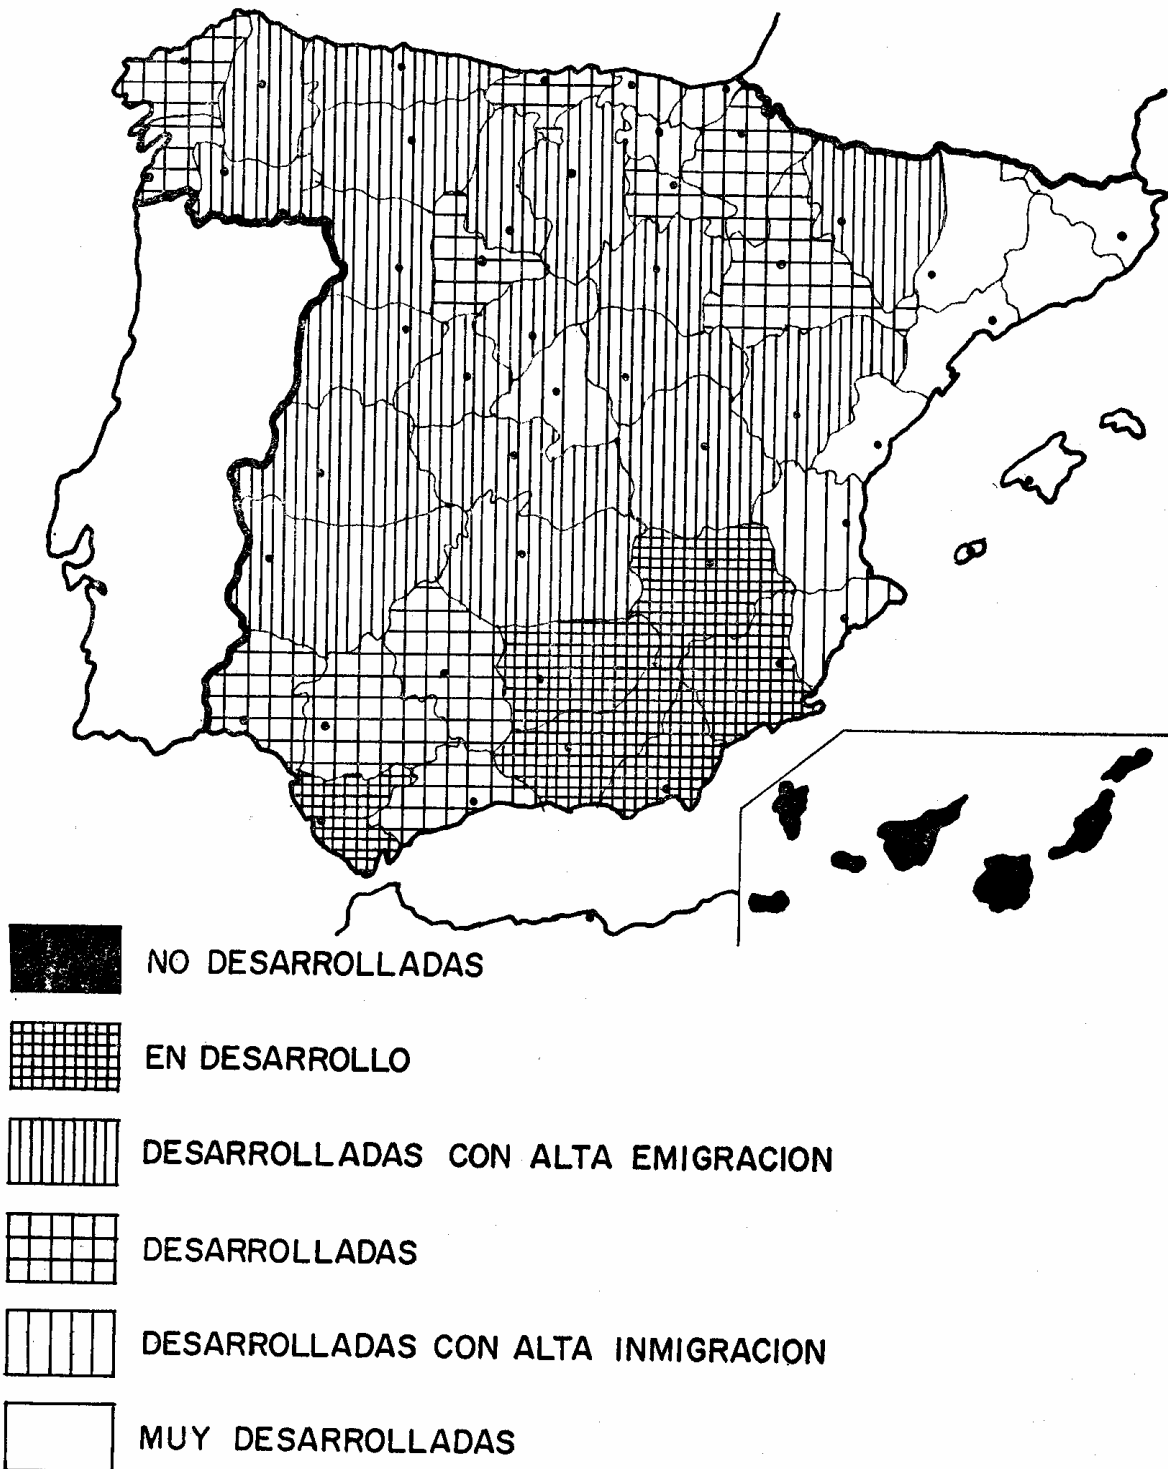 NO DESARROLLADAS
EN DESARROLLO
DESARROLLADAS CON ALTA EMIGRACION
DESARROLLADAS
DESARROLLADAS CON ALTA INMIGRACION
MUY DESARROLLADAS